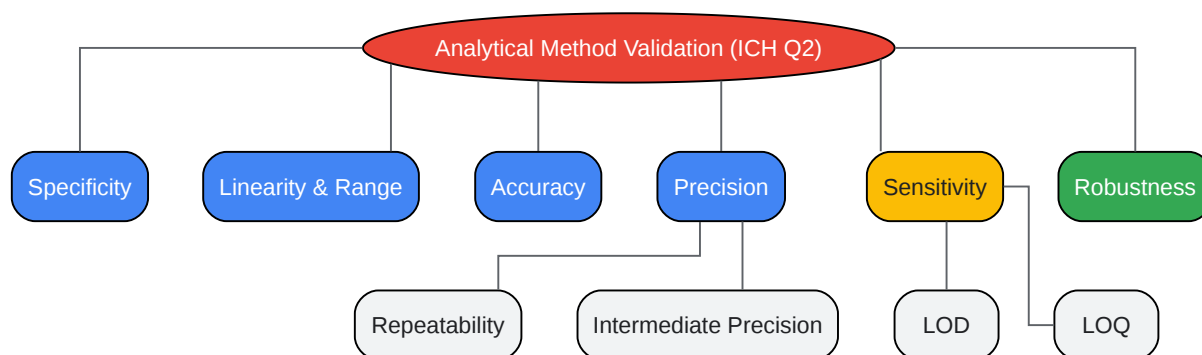 Analytical Method Validation (ICH Q2)
Specificity
Linearity & Range
Accuracy
Precision
Sensitivity
Robustness
Repeatability
Intermediate Precision
LOD
LOQ